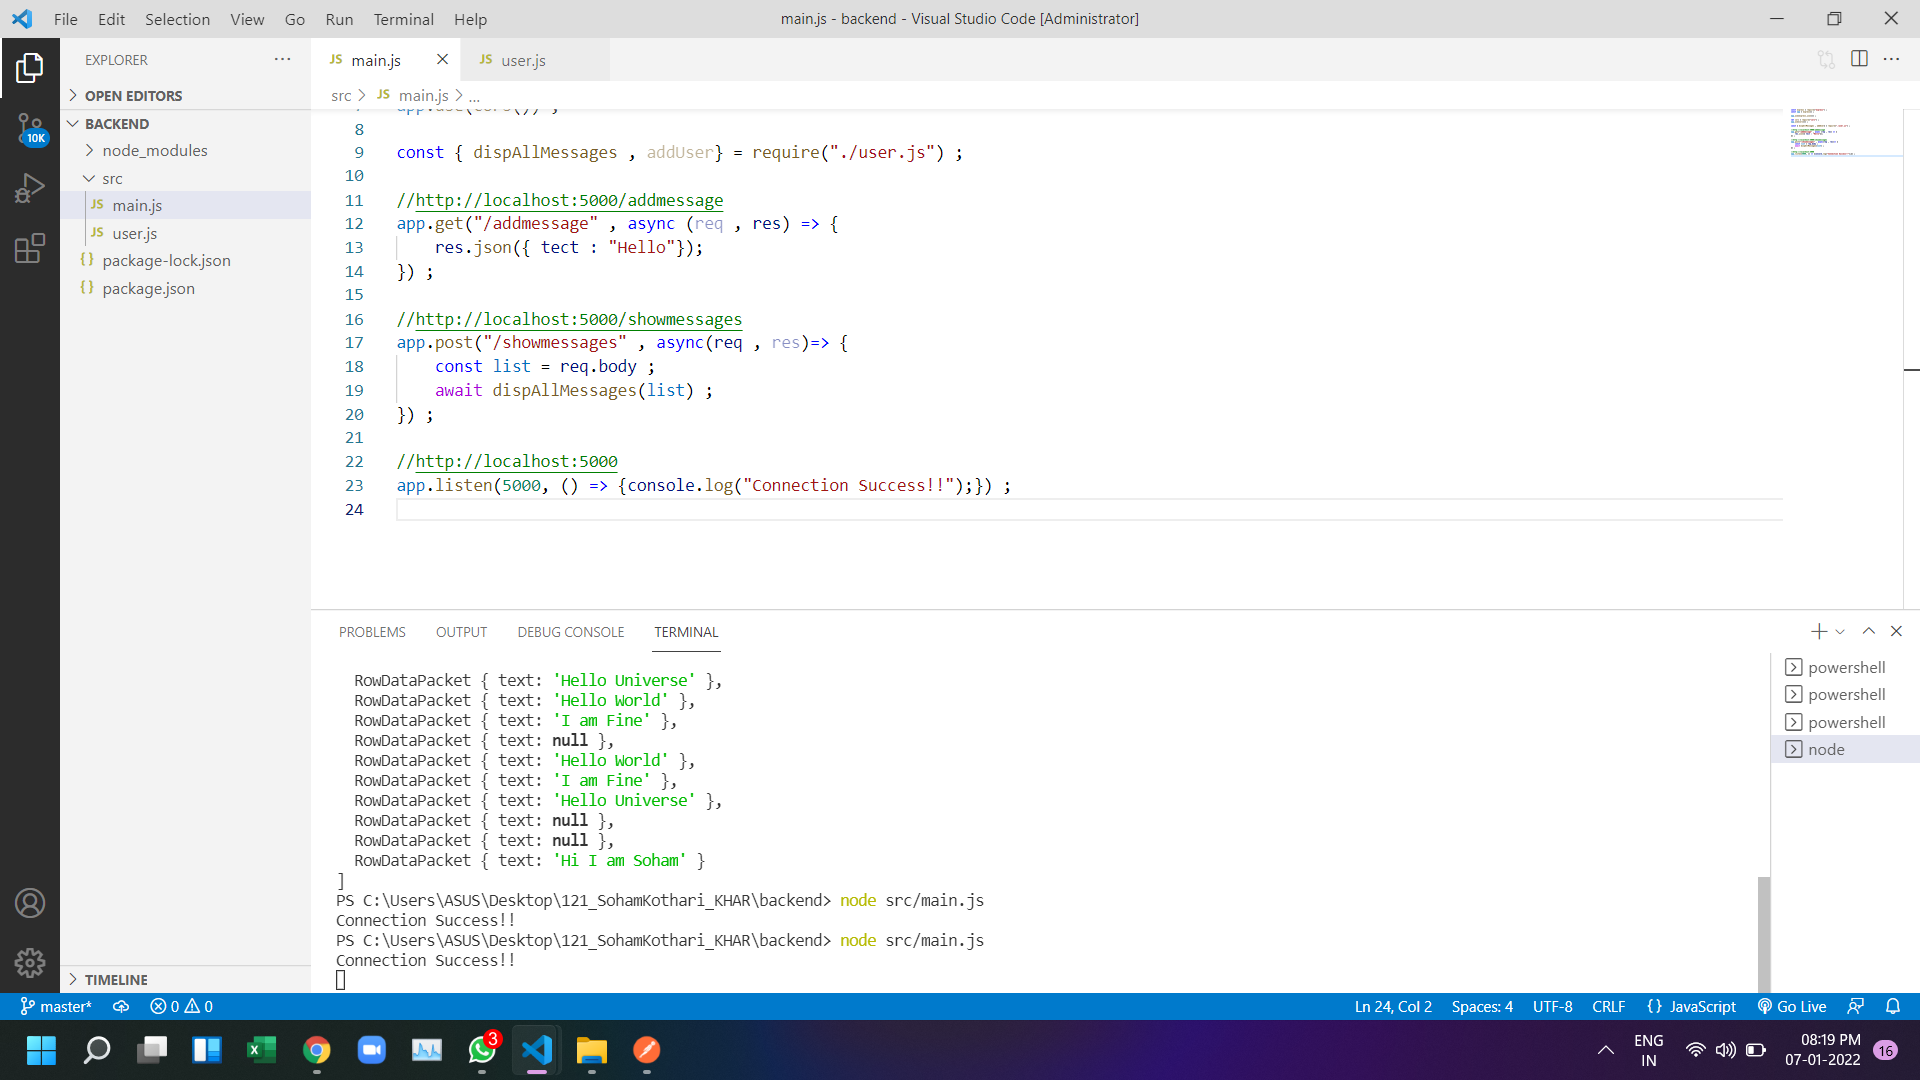 File Edit Selection View Go Run Terminal Help
main.js - backend - Visual Studio Code [Administrator]
EXPLORER
OPEN EDITORS
BACKEND
node_modules
src
JS main.js
JS user.js
{} package-lock.json
{} package.json
TIMELINE
10K
JS main.js
JS user.js
src > JS main.js > ...
8
9 const { dispAllMessages , addUser} = require("./user.js") ;
10
11 //http://localhost:5000/addmessage
12 app.get("/addmessage" , async (req , res) => {
13 res.json({ tect : "Hello"});
14 }) ;
15
16 //http://localhost:5000/showmessages
17 app.post("/showmessages" , async(req , res)=> {
18 const list = req.body ;
19 await dispAllMessages(list) ;
20 }) ;
21
22 //http://localhost:5000
23 app.listen(5000, () => {console.log("Connection Success!!");}) ;
24
PROBLEMS OUTPUT DEBUG CONSOLE TERMINAL
RowDataPacket { text: 'Hello Universe' },
RowDataPacket { text: 'Hello World' },
RowDataPacket { text: 'I am Fine' },
RowDataPacket { text: null },
RowDataPacket { text: 'Hello World' },
RowDataPacket { text: 'I am Fine' },
RowDataPacket { text: 'Hello Universe' },
RowDataPacket { text: null },
RowDataPacket { text: null },
RowDataPacket { text: 'Hi I am Soham' }
]
PS C:\Users\ASUS\Desktop\121_SohamKothari_KHAR\backend> node src/main.js
Connection Success!!
PS C:\Users\ASUS\Desktop\121_SohamKothari_KHAR\backend> node src/main.js
Connection Success!!
powershell
powershell
powershell
node
master* 0 0
Ln 24, Col 2 Spaces: 4 UTF-8 CRLF {} JavaScript Go Live
3
ENG
IN
08:19 PM
07-01-2022
16